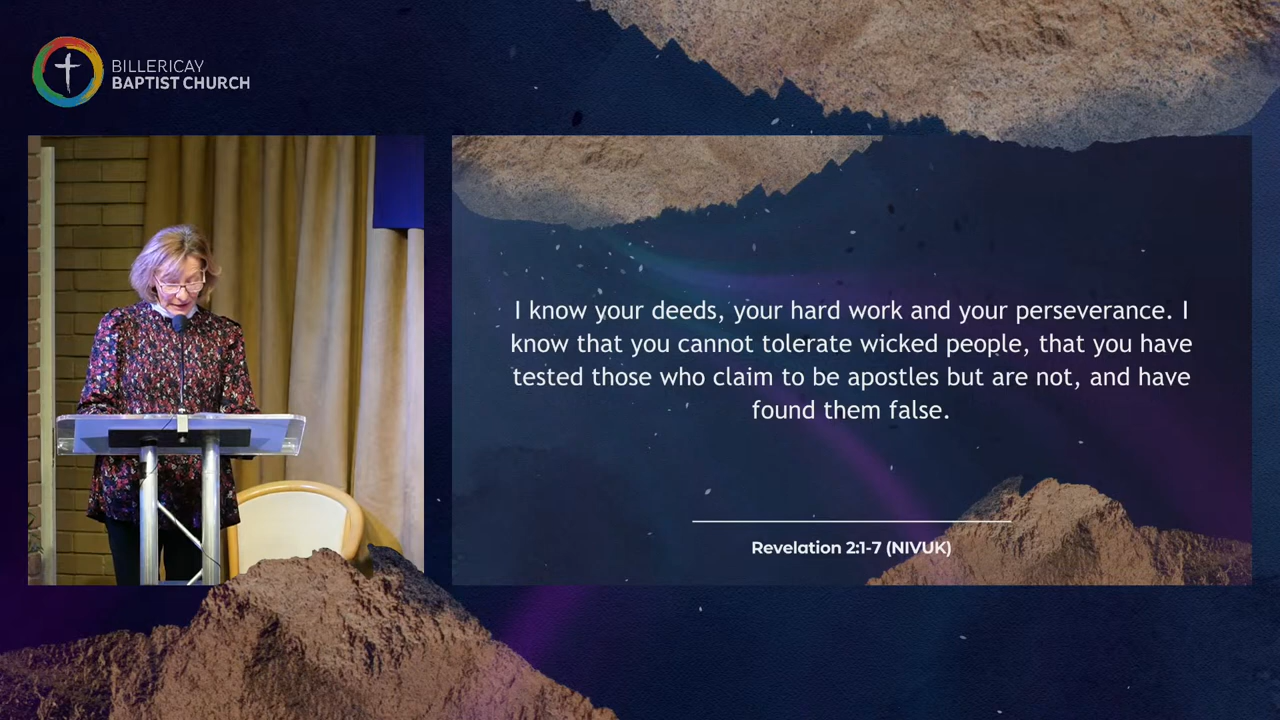 BILLERICAY
BAPTIST CHURCH
I know your deeds, your hard work and your perseverance. I
know that you cannot tolerate wicked people, that you have
tested those who claim to be apostles but are not, and have
found them false.
Revelation 2:1-7 (NIVUK)